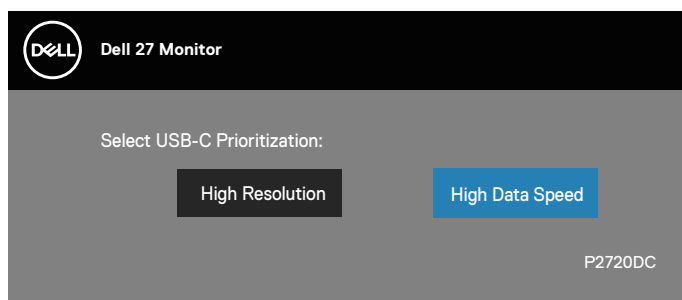 DELL
Dell 27 Monitor
Select USB-C Prioritization:
High Resolution
High Data Speed
P2720DC